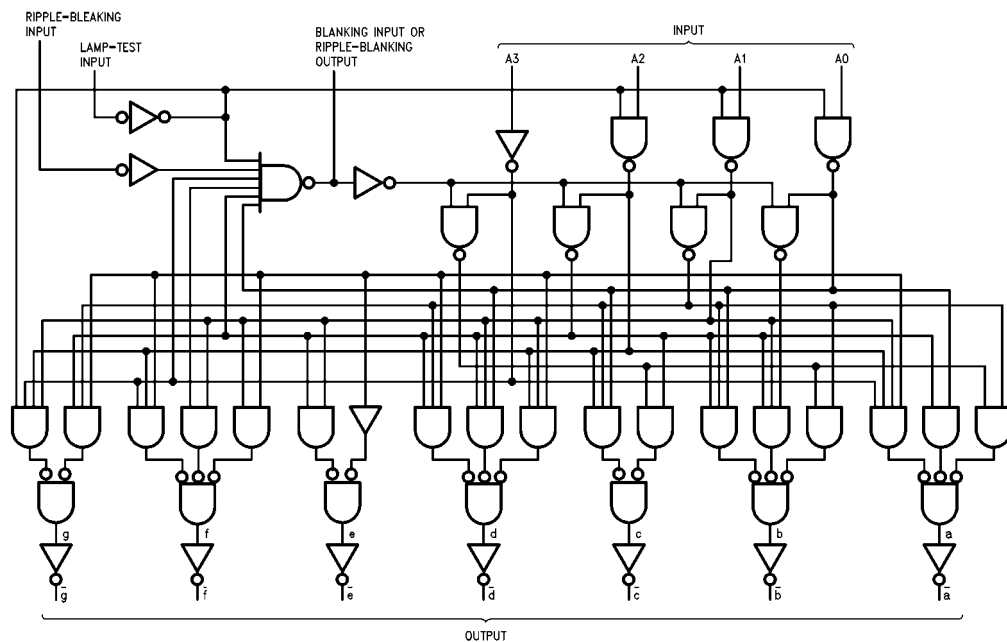 RIPPLE-BLEAKING
INPUT
LAMP-TEST
INPUT
BLANKING INPUT OR
RIPPLE-BLANKING
OUTPUT
INPUT
A3
A2
A1
A0
g
f
e
d
c
b
a
g̅
f̅
e̅
d̅
c̅
b̅
a̅
OUTPUT